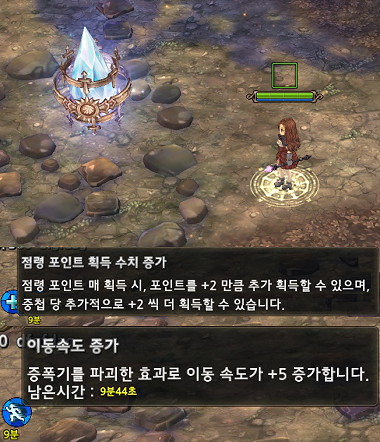 점령 포인트 획득 수치 증가
점령 포인트 매 획득 시, 포인트를 +2 만큼 추가 획득할 수 있으며,
중첩 당 추가적으로 +2 씩 더 획득할 수 있습니다.
9분
이동속도 증가
증폭기를 파괴한 효과로 이동 속도가 +5 증가합니다.
남은시간 : 9분44초
9분